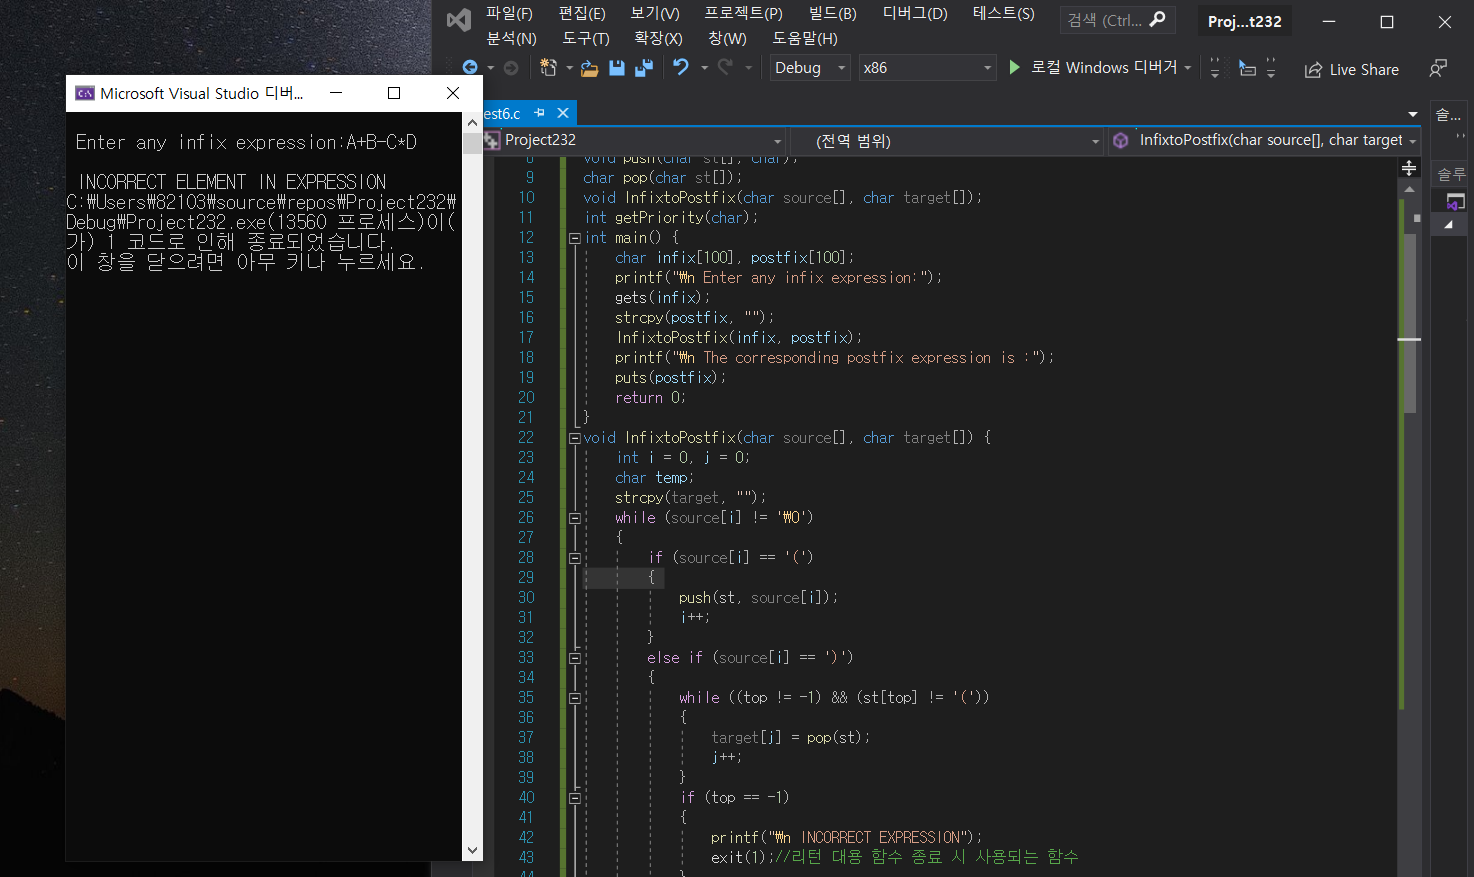 파일(F) 편집(E) 보기(V) 프로젝트(P) 빌드(B) 디버그(D) 테스트(S) 검색 (Ctrl... Proj...t232
분석(N) 도구(T) 확장(X) 창(W) 도움말(H)
Debug x86 로컬 Windows 디버거 Live Share
Microsoft Visual Studio 디버...
Enter any infix expression:A+B-C*D
INCORRECT ELEMENT IN EXPRESSION
C:₩Users₩82103₩source₩repos₩Project232₩
Debug₩Project232.exe(13560 프로세스)이(
가) 1 코드로 인해 종료되었습니다.
이 창을 닫으려면 아무 키나 누르세요.
est6.c
솔...
Project232 (전역 범위) InfixtoPostfix(char source[], char target
솔루
8 void push(char st[], char);
9 char pop(char st[]);
10 void InfixtoPostfix(char source[], char target[]);
11 int getPriority(char);
12 int main() {
13 char infix[100], postfix[100];
14 printf("₩n Enter any infix expression:");
15 gets(infix);
16 strcpy(postfix, "");
17 InfixtoPostfix(infix, postfix);
18 printf("₩n The corresponding postfix expression is :");
19 puts(postfix);
20 return 0;
21 }
22 void InfixtoPostfix(char source[], char target[]) {
23 int i = 0, j = 0;
24 char temp;
25 strcpy(target, "");
26 while (source[i] != '₩0')
27 {
28 if (source[i] == '(')
29 {
30 push(st, source[i]);
31 i++;
32 }
33 else if (source[i] == ')')
34 {
35 while ((top != -1) && (st[top] != '('))
36 {
37 target[j] = pop(st);
38 j++;
39 }
40 if (top == -1)
41 {
42 printf("₩n INCORRECT EXPRESSION");
43 exit(1);//리턴 대용 함수 종료 시 사용되는 함수
44 }